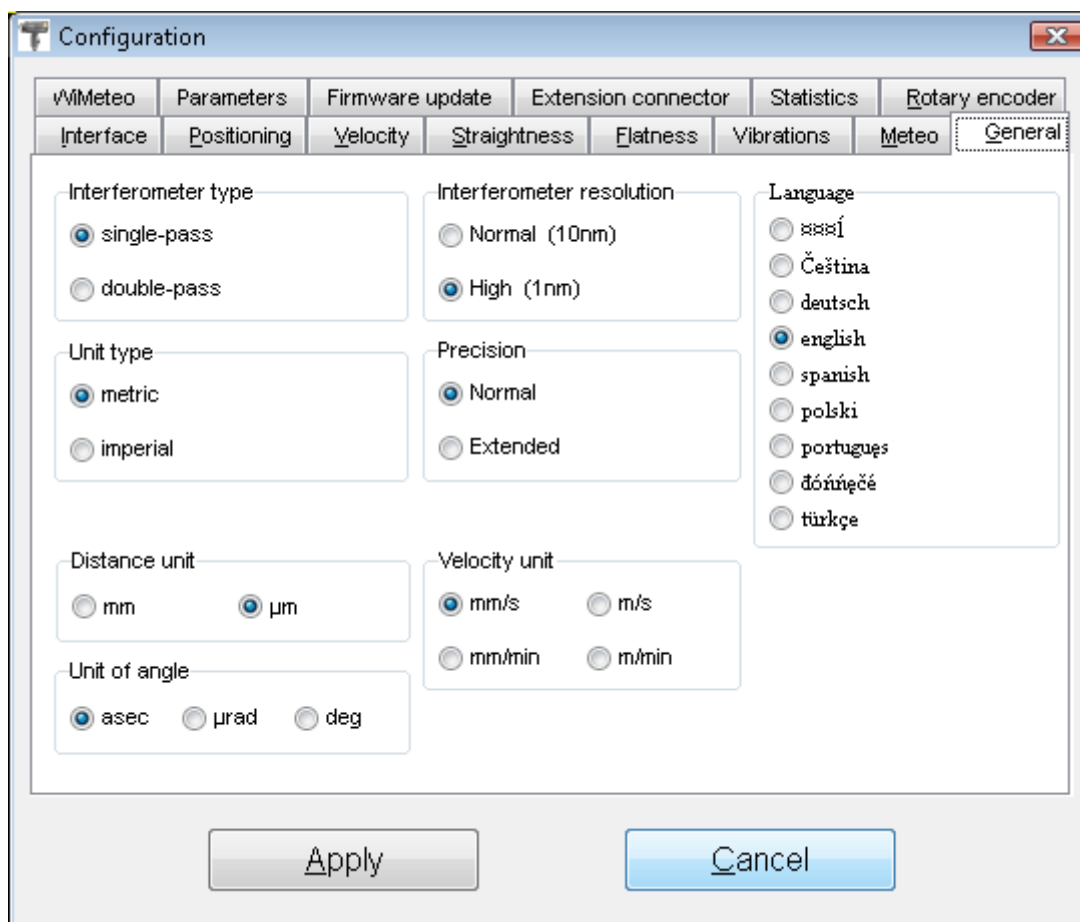 Configuration
WiMeteo Parameters Firmware update Extension connector Statistics Rotary encoder
Interface Positioning Velocity Straightness Flatness Vibrations Meteo General
Interferometer type
single-pass
double-pass
Interferometer resolution
Normal (10nm)
High (1nm)
Language
¤¤¤Í
Čeština
deutsch
english
spanish
polski
portuguęs
đóńńęčé
türkçe
Unit type
metric
imperial
Precision
Normal
Extended
Distance unit
mm µm
Velocity unit
mm/s m/s
mm/min m/min
Unit of angle
asec µrad deg
Apply Cancel